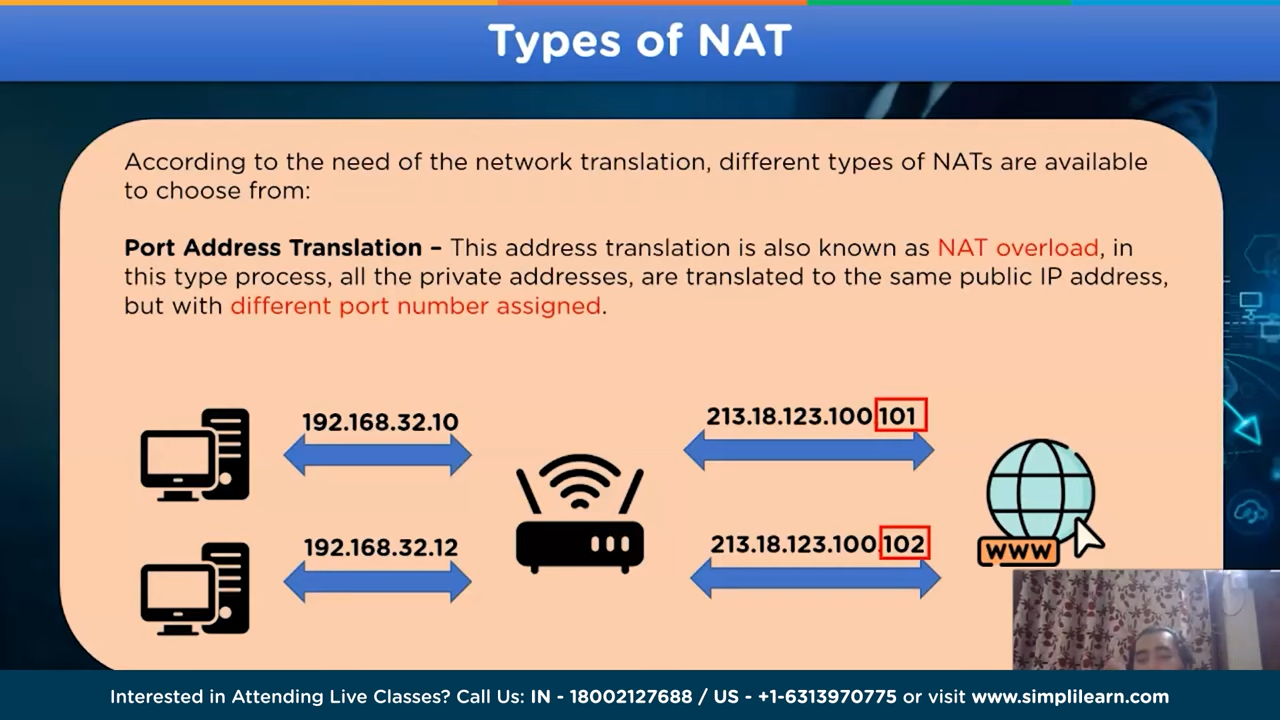 Types of NAT
According to the need of the network translation, different types of NATs are available
to choose from:
Port Address Translation – This address translation is also known as NAT overload, in
this type process, all the private addresses, are translated to the same public IP address,
but with different port number assigned.
192.168.32.10
213.18.123.100 101
192.168.32.12
213.18.123.100 102
WWW
Interested in Attending Live Classes? Call Us: IN - 18002127688 / US - +1-6313970775 or visit www.simplilearn.com